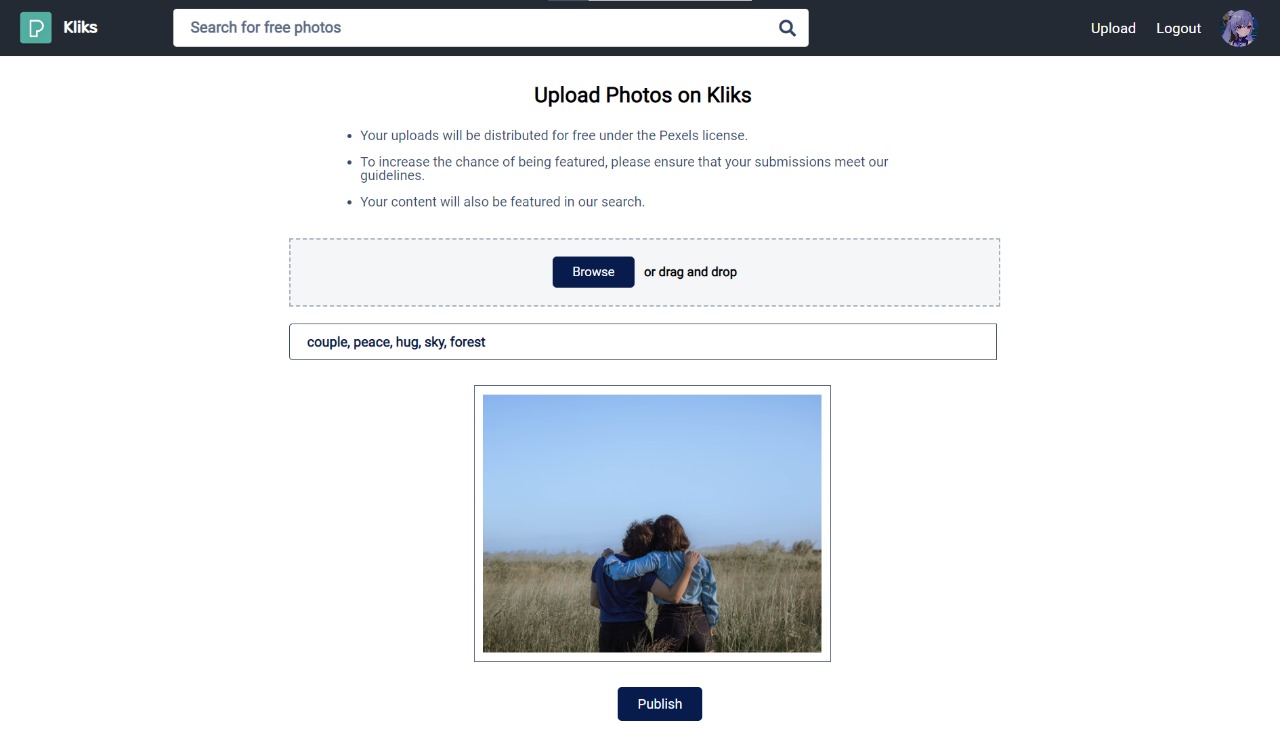 Kliks
Search for free photos
Upload
Logout
Upload Photos on Kliks
Your uploads will be distributed for free under the Pexels license.
To increase the chance of being featured, please ensure that your submissions meet our
guidelines.
Your content will also be featured in our search.
Browse
or drag and drop
couple, peace, hug, sky, forest
Publish